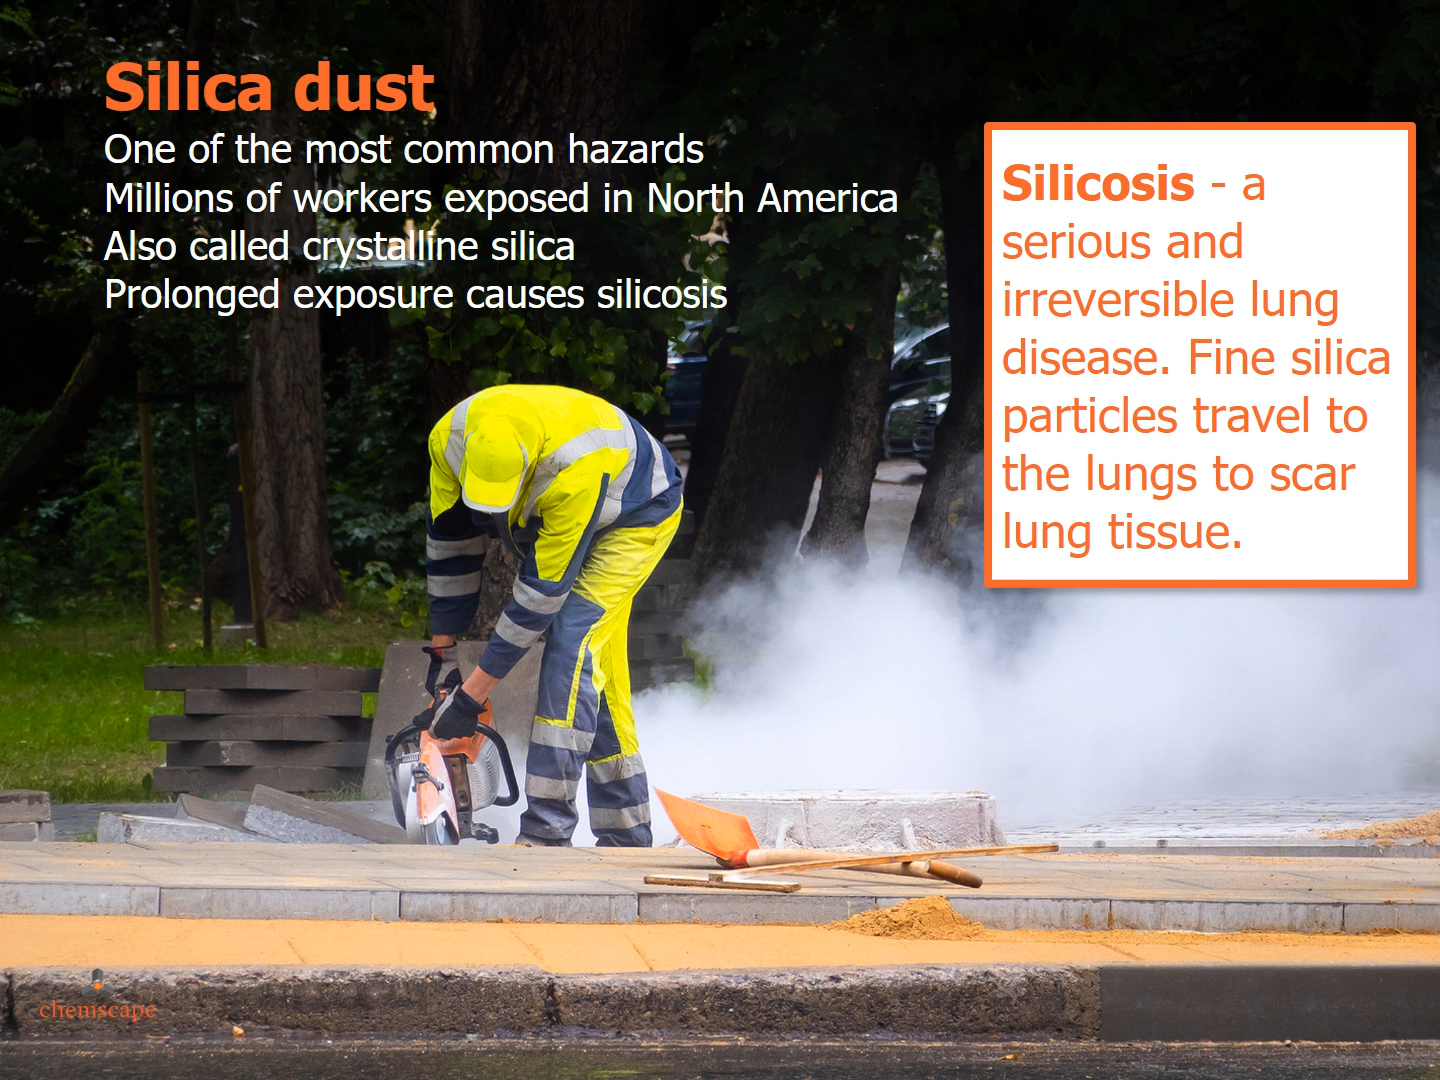 Silica dust
One of the most common hazards
Millions of workers exposed in North America
Also called crystalline silica
Prolonged exposure causes silicosis
Silicosis - a
serious and
irreversible lung
disease. Fine silica
particles travel to
the lungs to scar
lung tissue.
chemscape